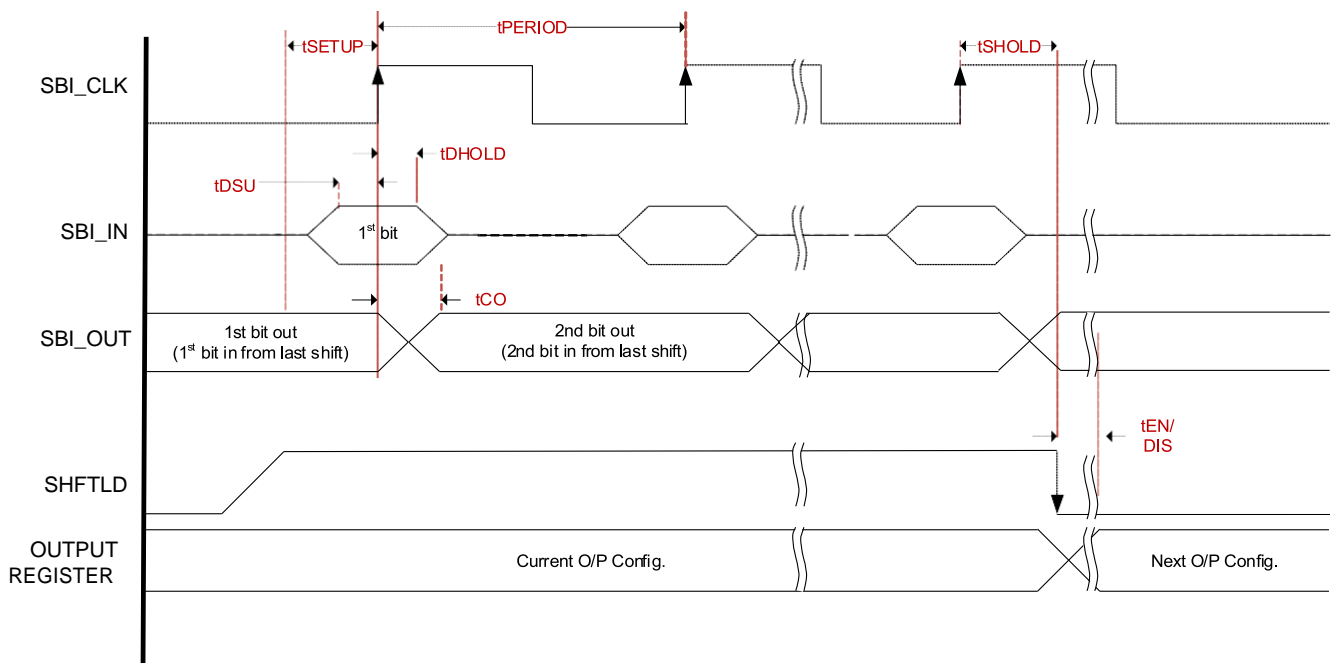 tSETUP
tPERIOD
tSHOLD
SBI_CLK
tDHOLD
tDSU
SBI_IN
1st bit
tCO
SBI_OUT
1st bit out
(1st bit in from last shift)
2nd bit out
(2nd bit in from last shift)
tEN/
DIS
SHFTLD
OUTPUT
REGISTER
Current O/P Config.
Next O/P Config.